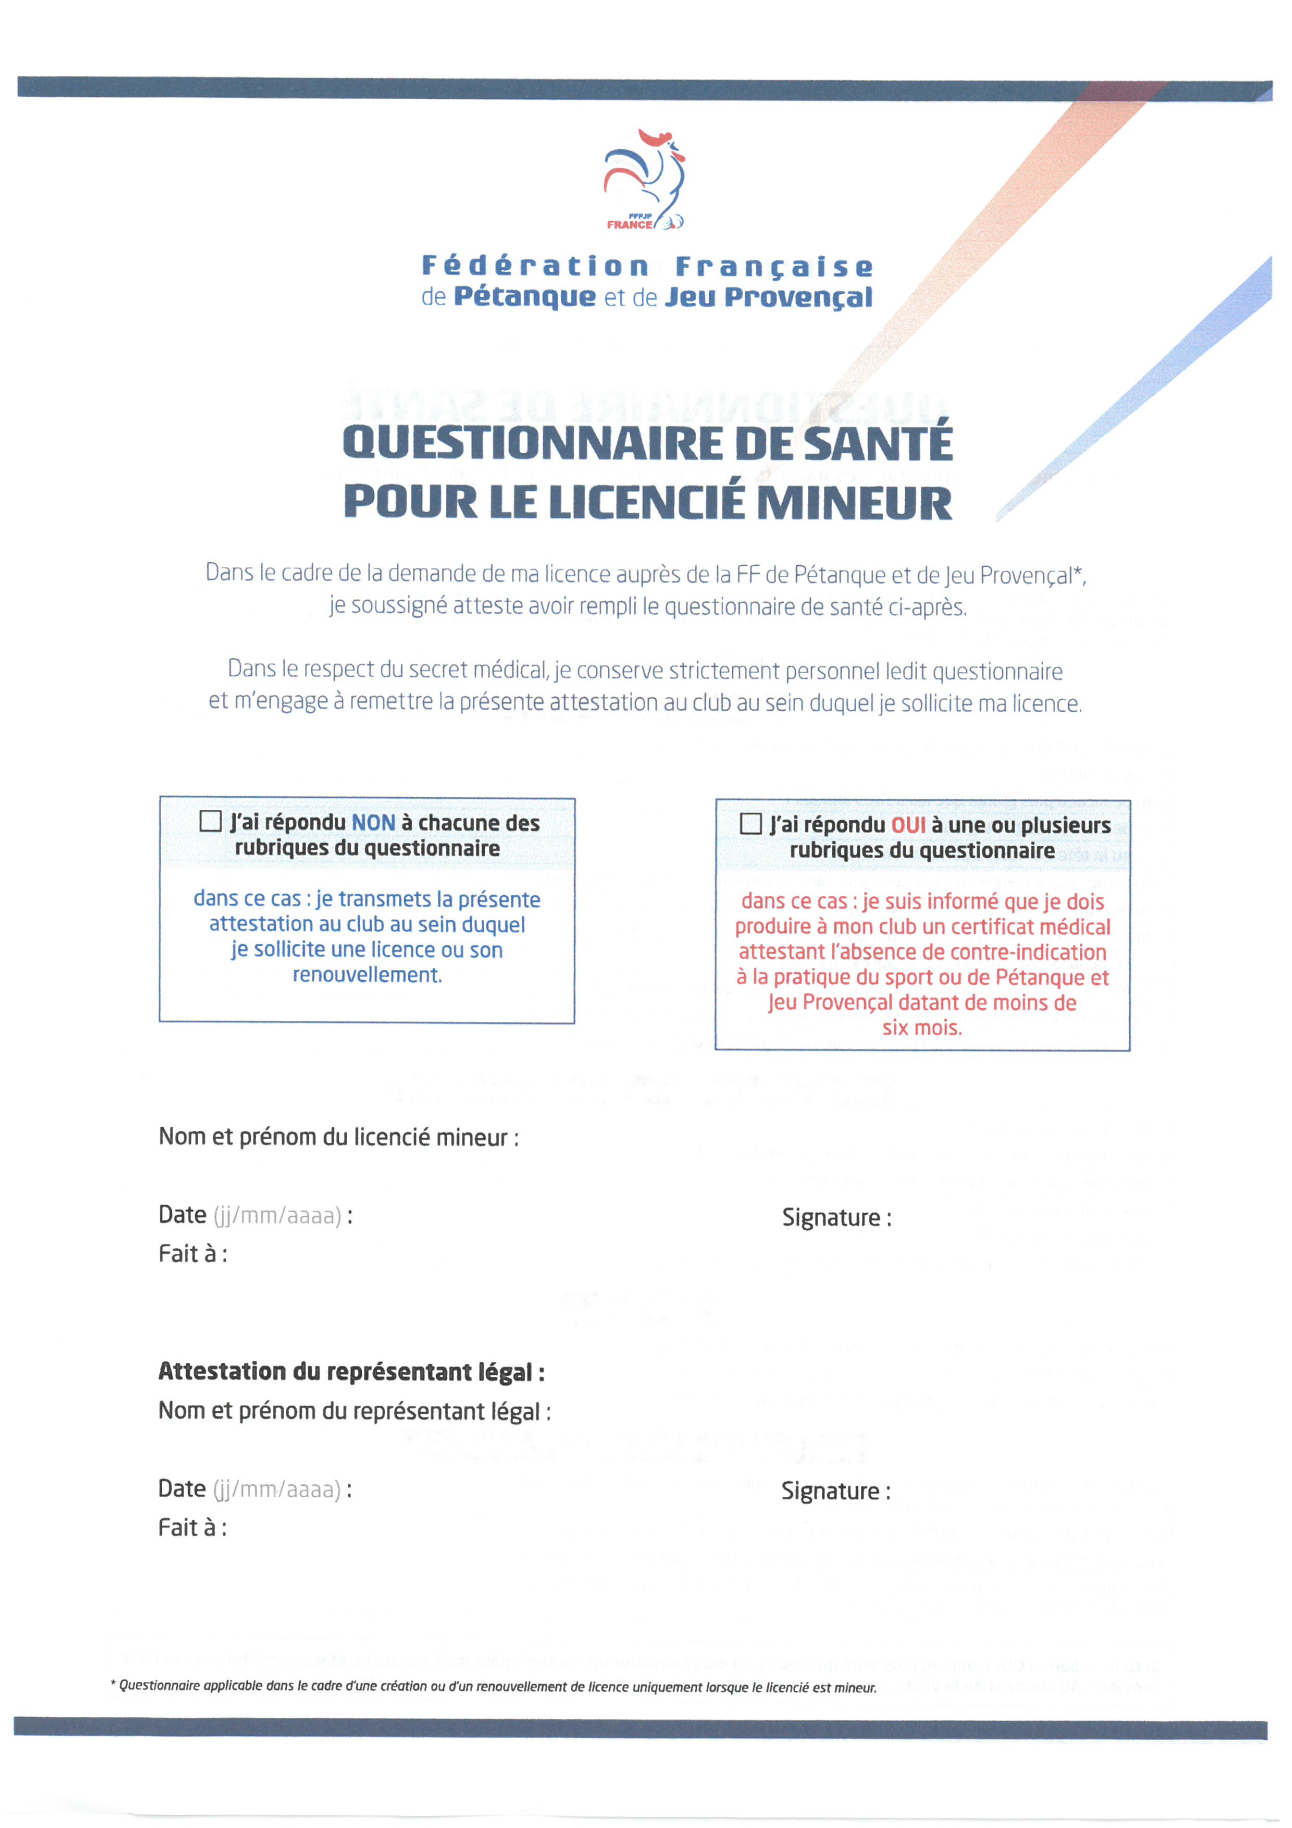 FFPJP
FRANCE
Fédération Française
de Pétanque et de Jeu Provençal
QUESTIONNAIRE DE SANTÉ
POUR LE LICENCIÉ MINEUR
Dans le cadre de la demande de ma licence auprès de la FF de Pétanque et de Jeu Provençal*,
je soussigné atteste avoir rempli le questionnaire de santé ci-après.
Dans le respect du secret médical, je conserve strictement personnel ledit questionnaire
et m'engage à remettre la présente attestation au club au sein duquel je sollicite ma licence.
☐ J'ai répondu NON à chacune des
rubriques du questionnaire
dans ce cas : je transmets la présente
attestation au club au sein duquel
je sollicite une licence ou son
renouvellement.
☐ J'ai répondu OUI à une ou plusieurs
rubriques du questionnaire
dans ce cas : je suis informé que je dois
produire à mon club un certificat médical
attestant l'absence de contre-indication
à la pratique du sport ou de Pétanque et
Jeu Provençal datant de moins de
six mois.
Nom et prénom du licencié mineur :
Date (jj/mm/aaaa) :
Signature :
Fait à :
Attestation du représentant légal :
Nom et prénom du représentant légal :
Date (jj/mm/aaaa) :
Signature :
Fait à :
* Questionnaire applicable dans le cadre d'une création ou d'un renouvellement de licence uniquement lorsque le licencié est mineur.